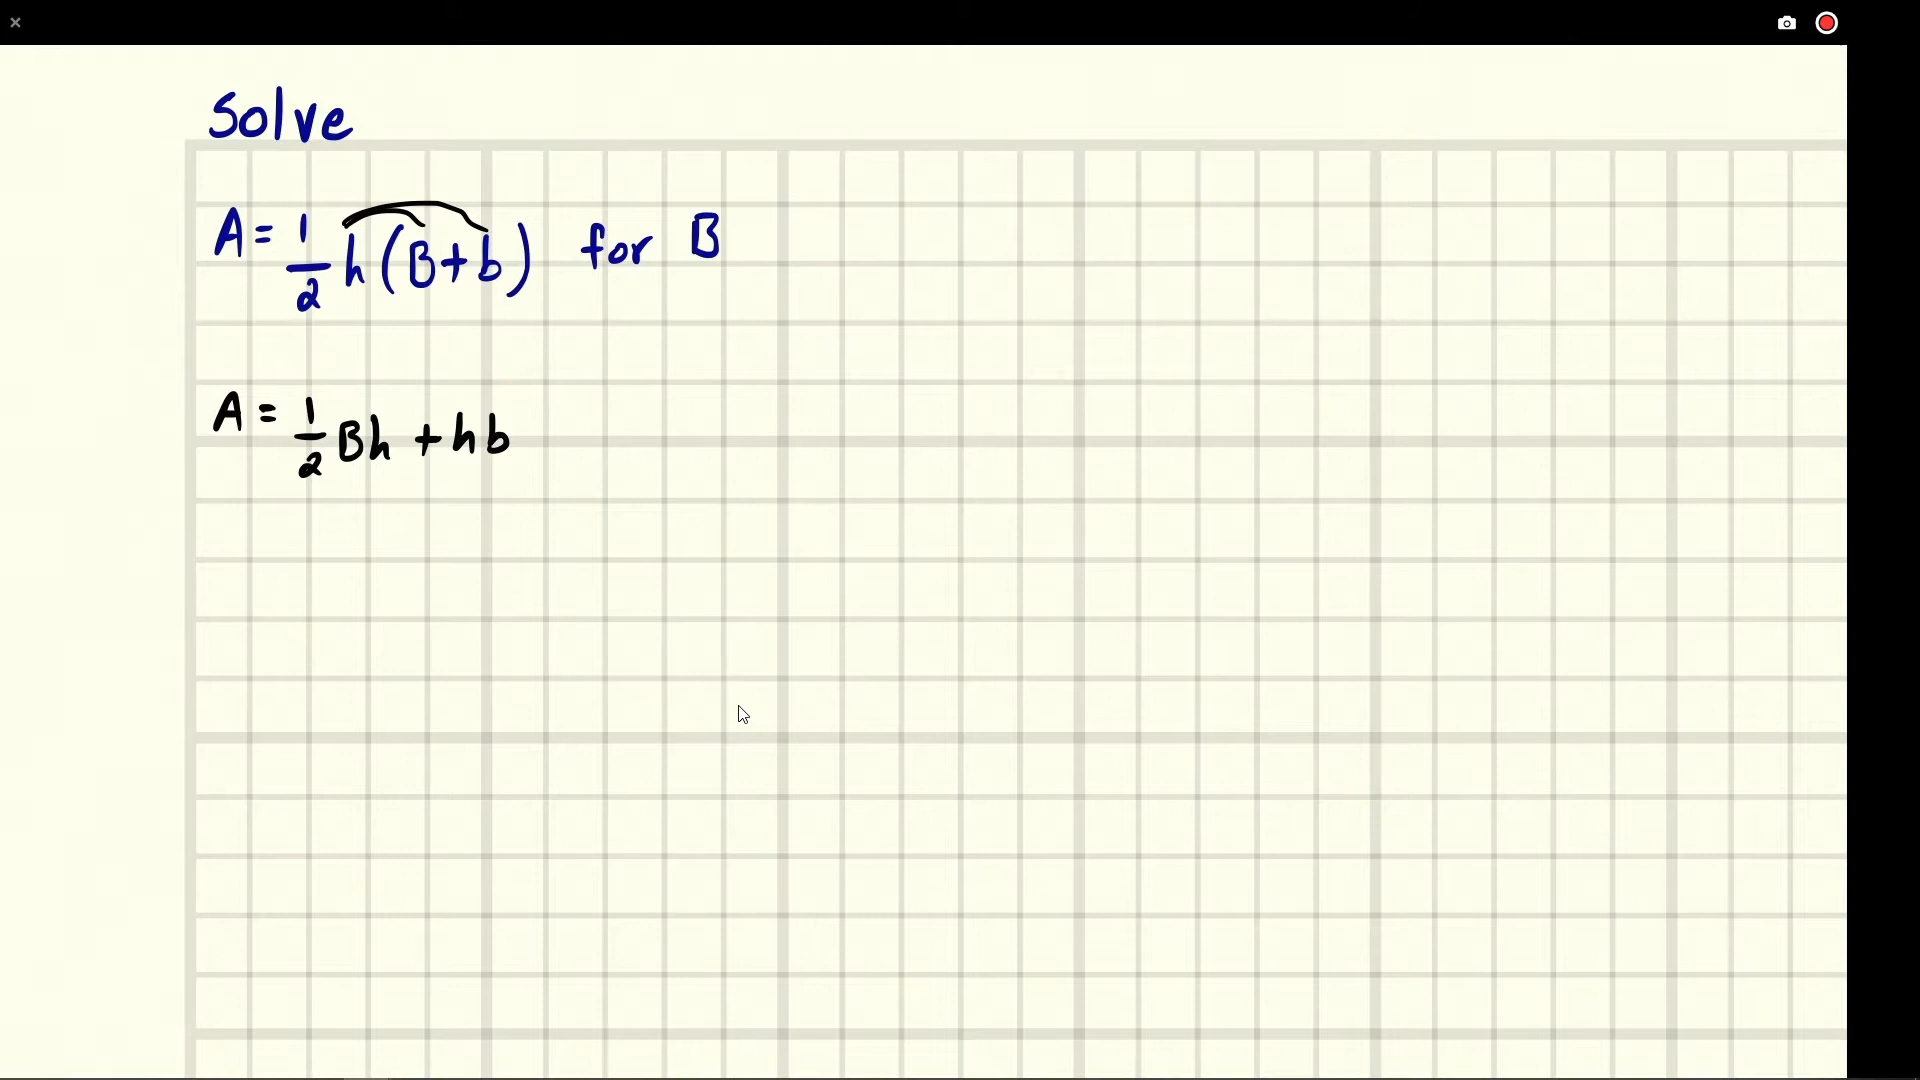 Solve
A = 1/2 h (B + b) for B
A = 1/2 Bh + hb